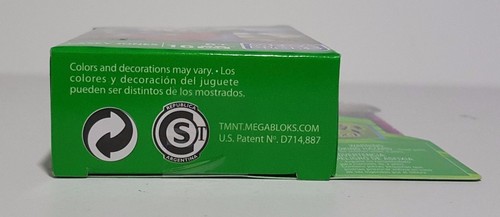 Colors and decorations may vary. • Los
colores y decoración del juguete
pueden ser distintos de los mostrados.
REPUBLICA
ST
ARGENTINA
TMNT.MEGABLOKS.COM
U.S. Patent Nº. D714,887